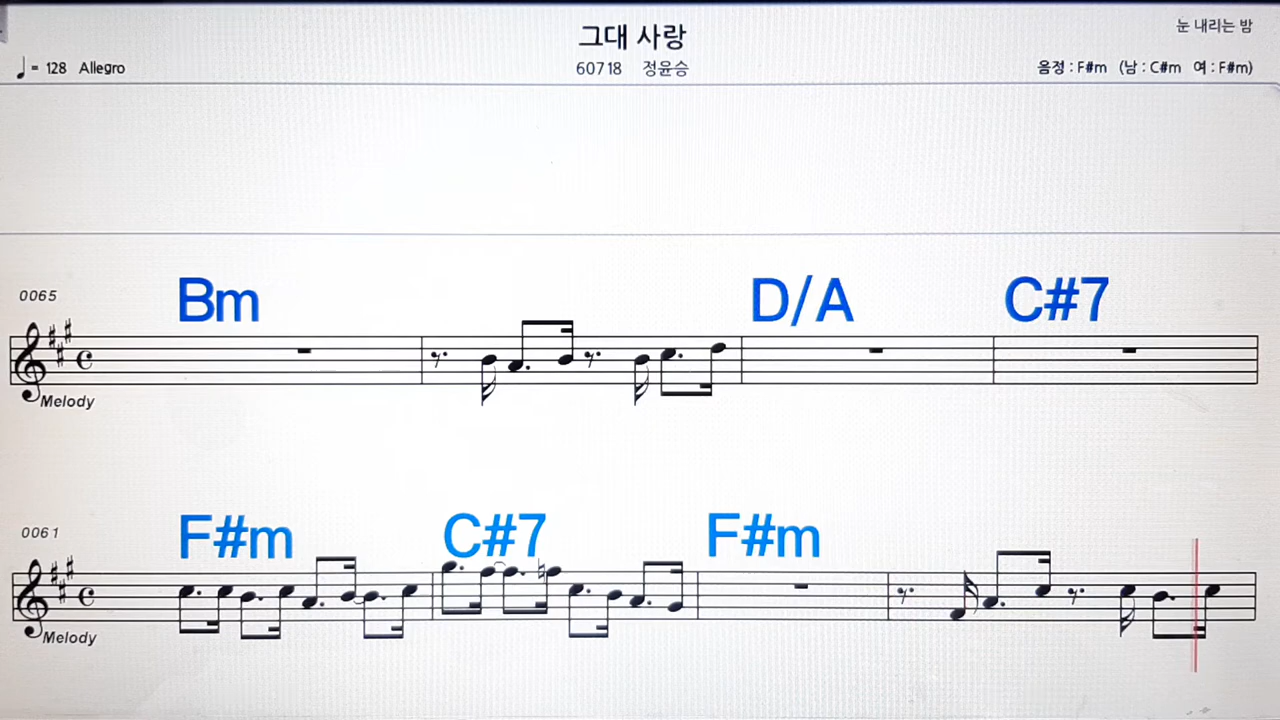 그대 사랑
눈 내리는 밤
♩= 128 Allegro
60718 정윤승
음정 : F#m (남 : C#m 여 : F#m)
Bm D/A C#7
0065
Melody
F#m C#7 F#m
0061
Melody